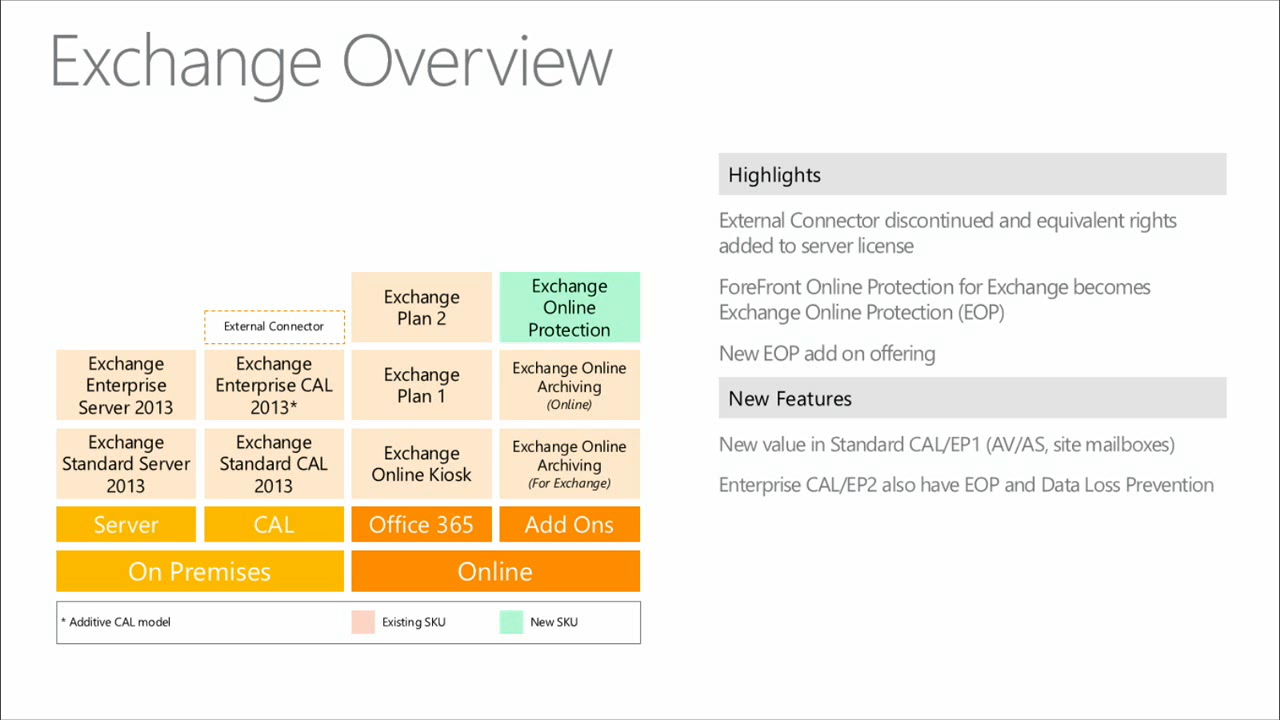 Exchange Overview
External Connector
Exchange
Enterprise
Server 2013
Exchange
Standard Server
2013
Server
Exchange
Enterprise CAL
2013*
Exchange
Standard CAL
2013
CAL
On Premises
Exchange
Plan 2
Exchange
Plan 1
Exchange
Online Kiosk
Office 365
Exchange
Online
Protection
Exchange Online
Archiving
(Online)
Exchange Online
Archiving
(For Exchange)
Add Ons
Online
* Additive CAL model
Existing SKU
New SKU
Highlights
External Connector discontinued and equivalent rights
added to server license
ForeFront Online Protection for Exchange becomes
Exchange Online Protection (EOP)
New EOP add on offering
New Features
New value in Standard CAL/EP1 (AV/AS, site mailboxes)
Enterprise CAL/EP2 also have EOP and Data Loss Prevention